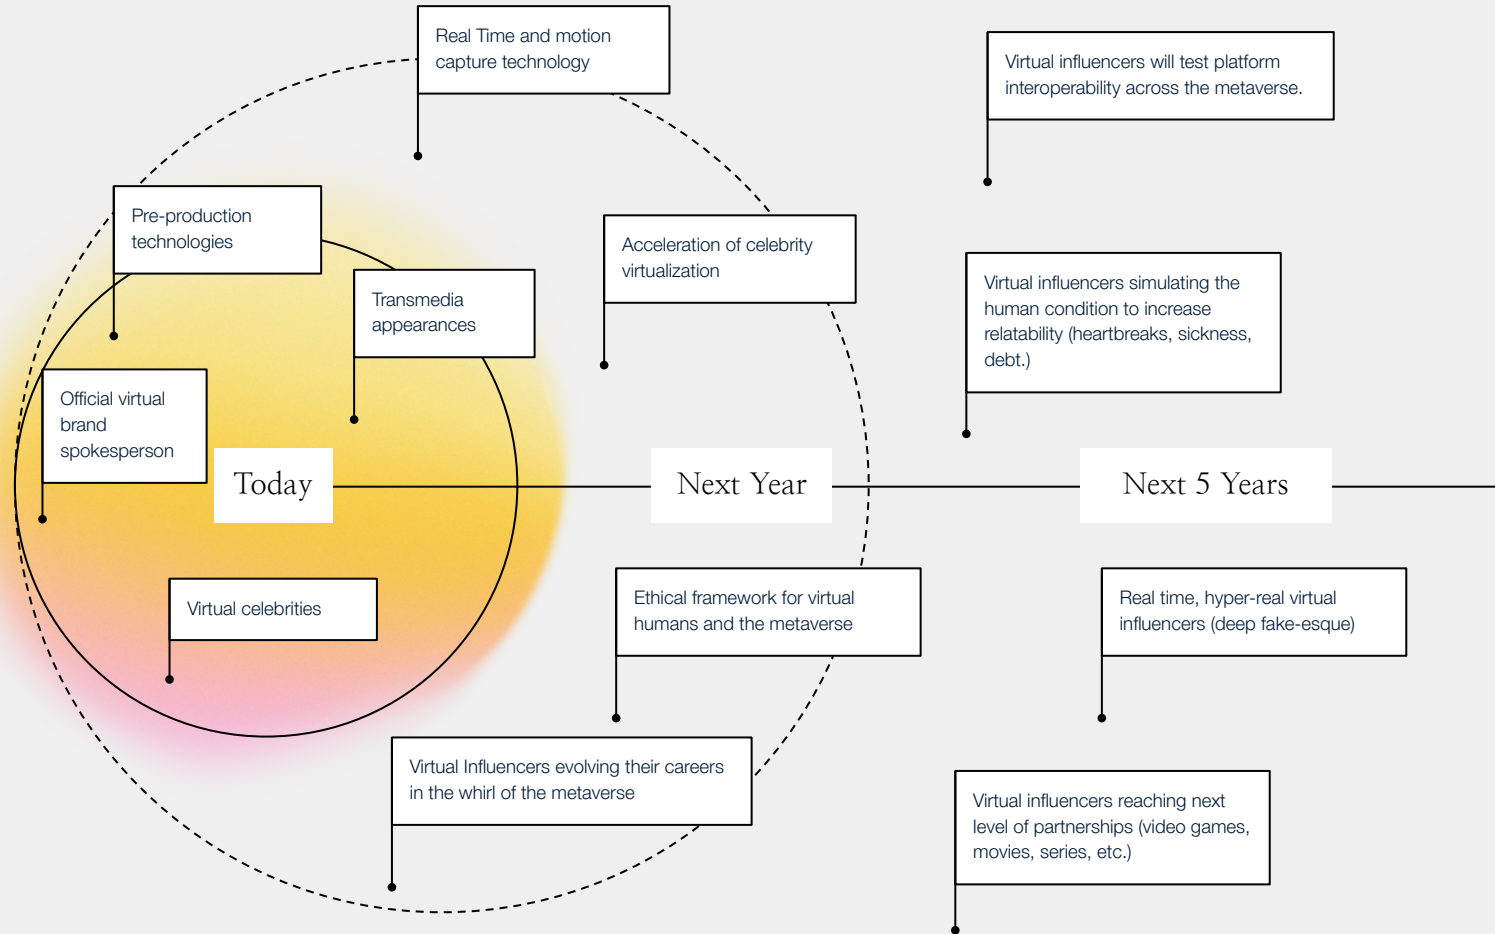 Real Time and motion
capture technology
Virtual influencers will test platform
interoperability across the metaverse.
Pre-production
technologies
Acceleration of celebrity
virtualization
Transmedia
appearances
Virtual influencers simulating the
human condition to increase
relatability (heartbreaks, sickness,
debt.)
Official virtual
brand
spokesperson
Today
Next Year
Next 5 Years
Virtual celebrities
Ethical framework for virtual
humans and the metaverse
Real time, hyper-real virtual
influencers (deep fake-esque)
Virtual Influencers evolving their careers
in the whirl of the metaverse
Virtual influencers reaching next
level of partnerships (video games,
movies, series, etc.)